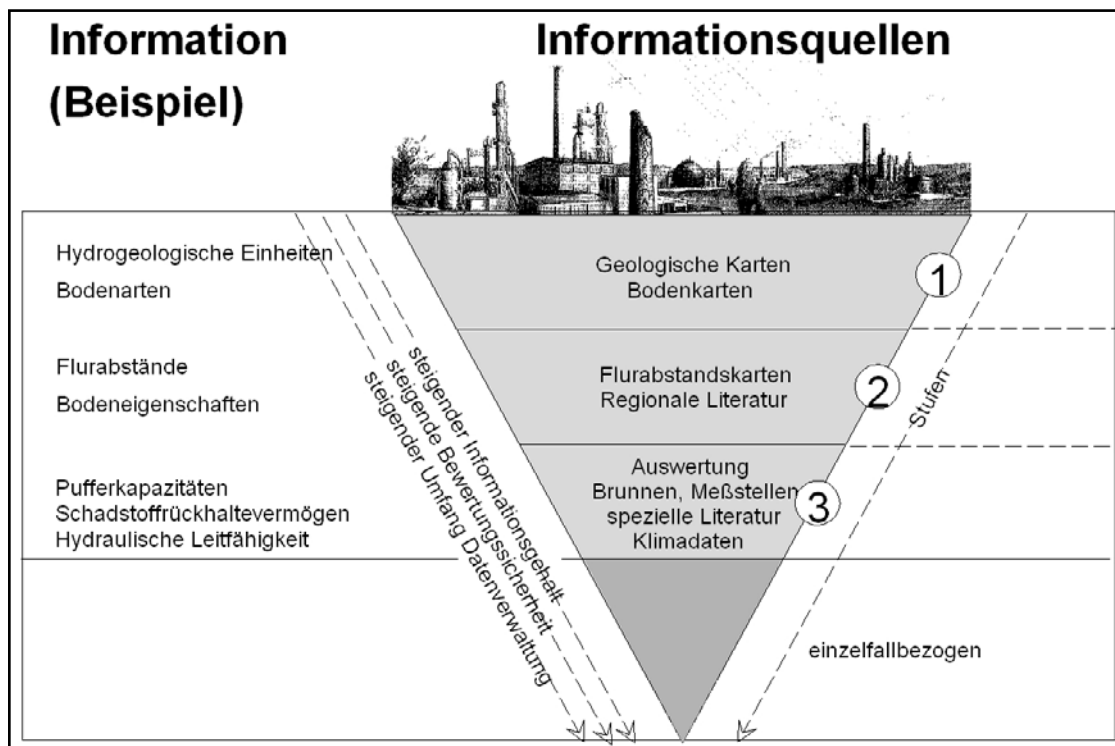 Information
(Beispiel)
Informationsquellen
Hydrogeologische Einheiten
Bodenarten
Geologische Karten
Bodenkarten
1
Flurabstände
Bodeneigenschaften
Flurabstandskarten
Regionale Literatur
2
Pufferkapazitäten
Schadstoffrückhaltevermögen
Hydraulische Leitfähigkeit
Auswertung
Brunnen, Meßstellen
spezielle Literatur
Klimadaten
3
steigender Informationsgehalt
steigende Bewertungssicherheit
steigender Umfang Datenverwaltung
Stufen
einzelfallbezogen